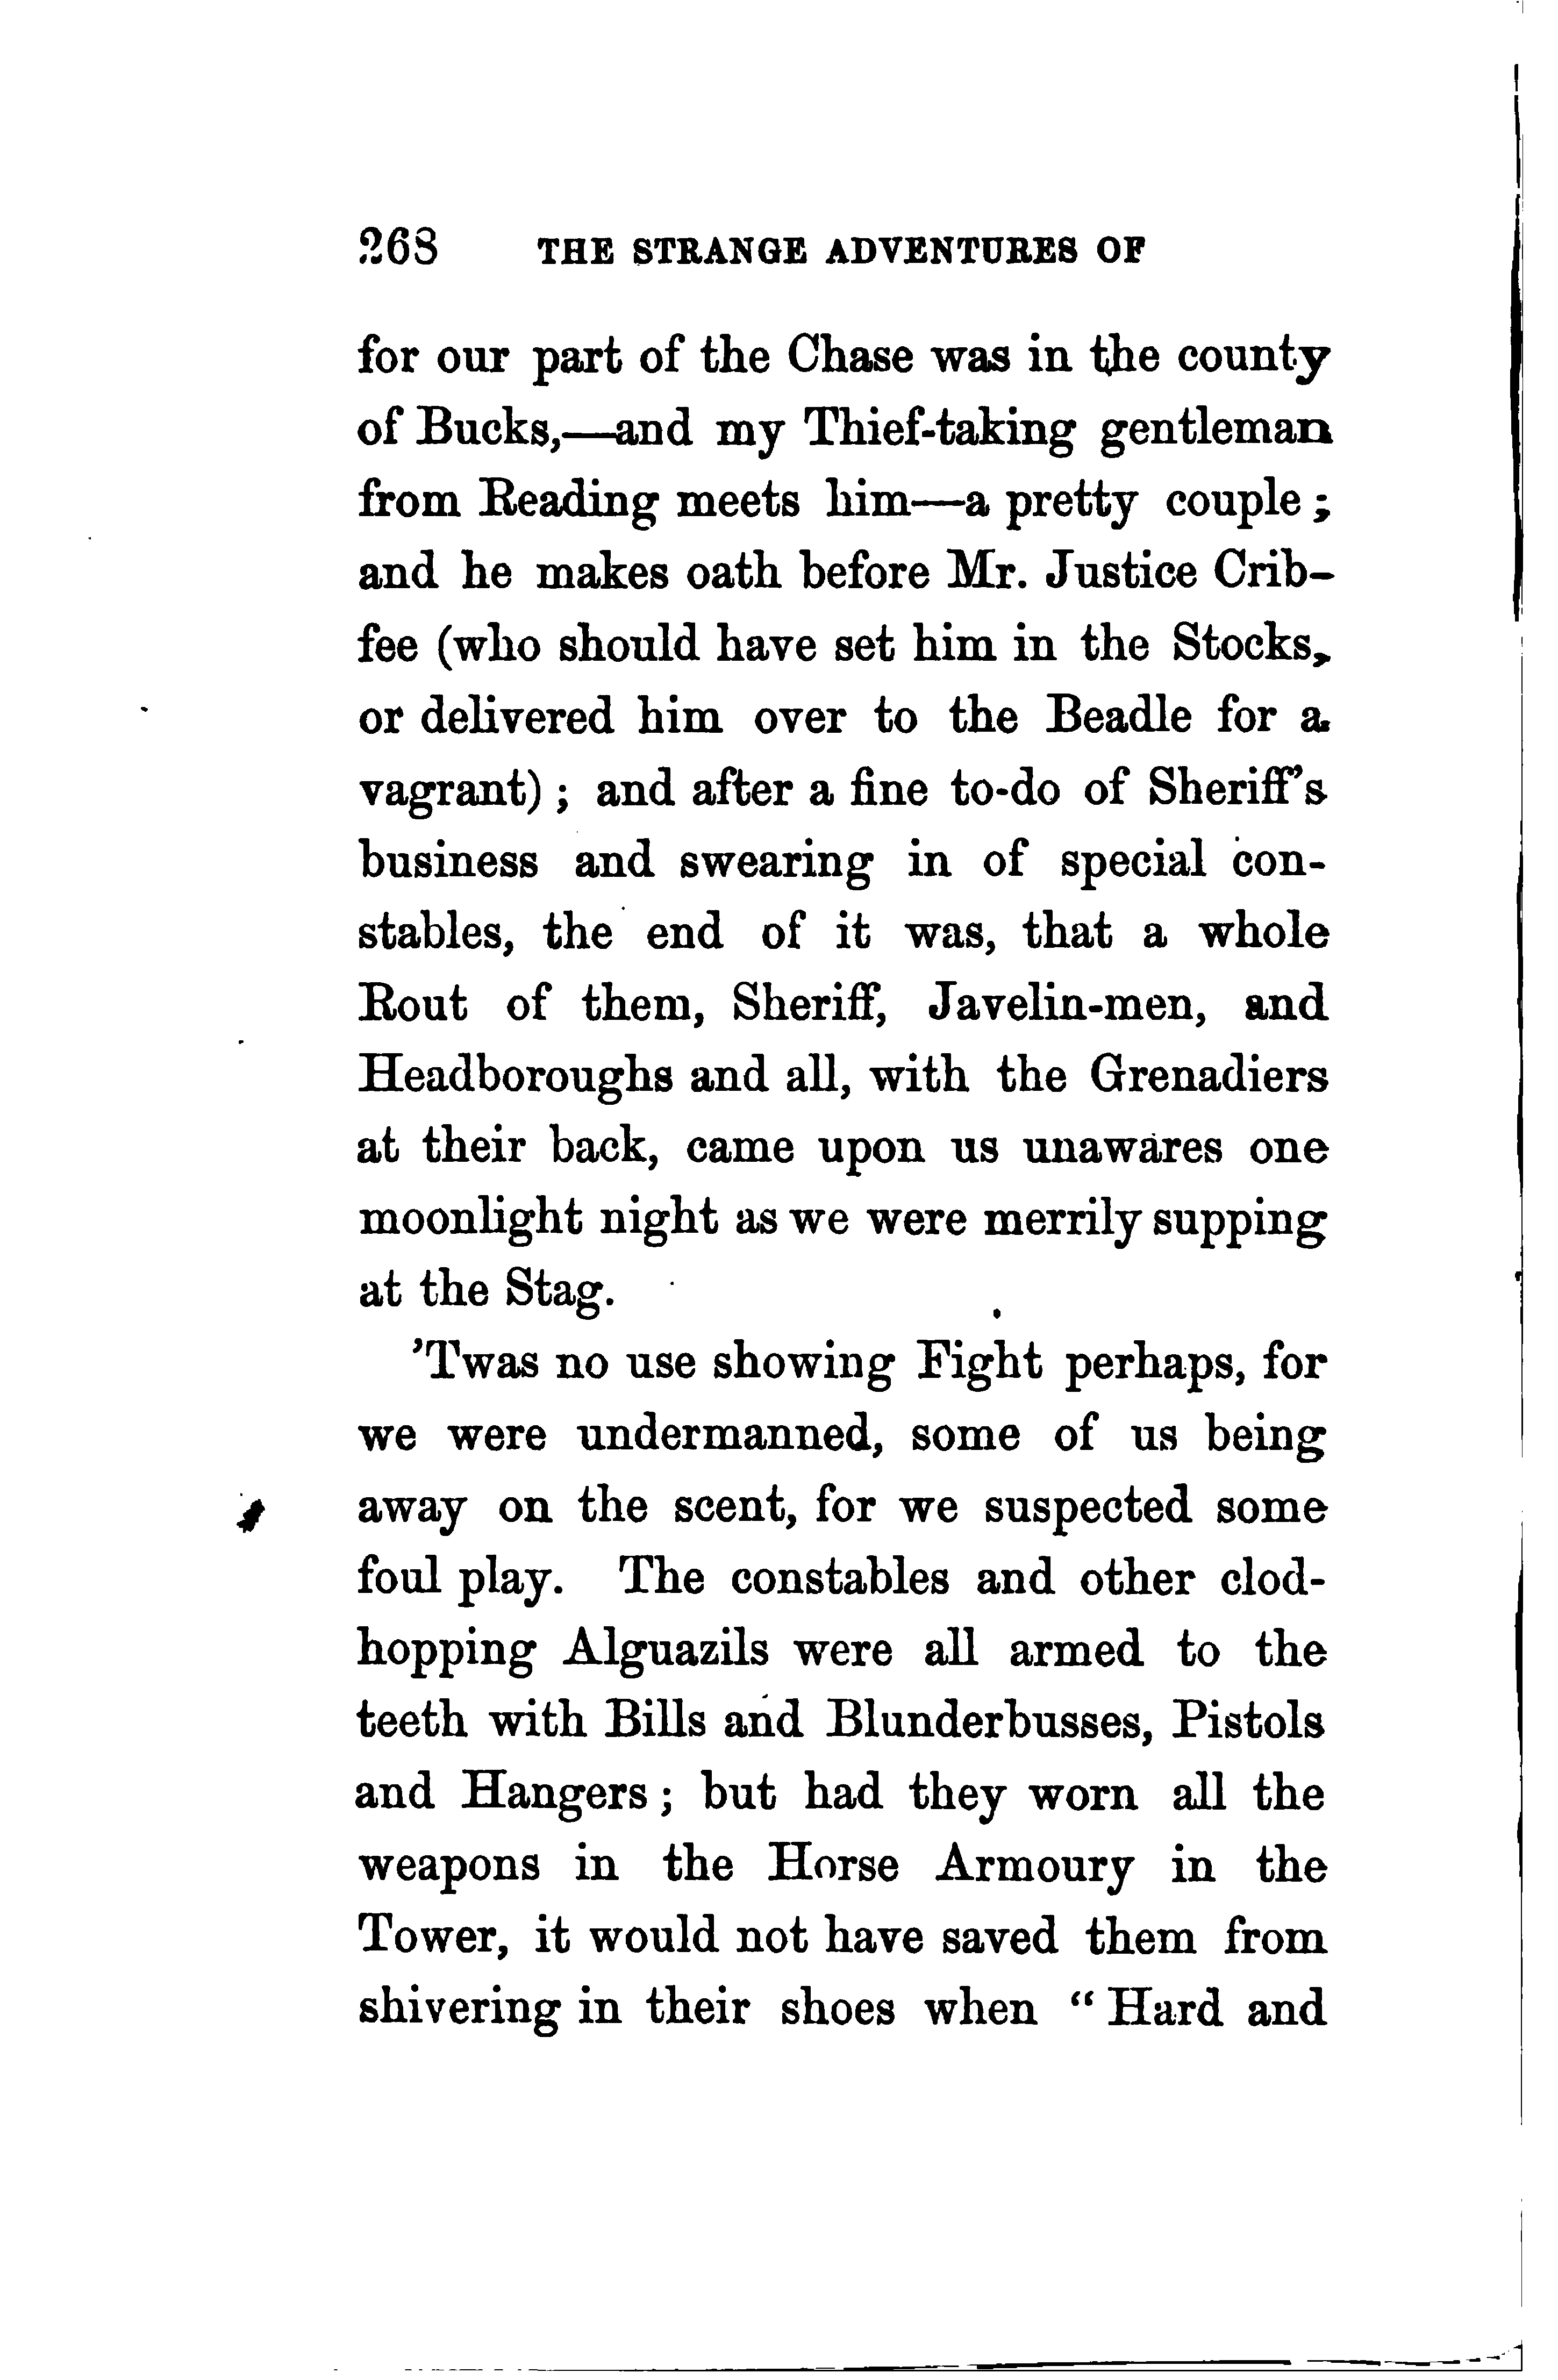 268 THE STRANGE ADVENTURES OF
for our part of the Chase was in the county
of Bucks,—and my Thief-taking gentleman
from Reading meets him—a pretty couple;
and he makes oath before Mr. Justice Crib-
fee (who should have set him in the Stocks,
or delivered him over to the Beadle for a
vagrant); and after a fine to-do of Sheriff's
business and swearing in of special con-
stables, the end of it was, that a whole
Rout of them, Sheriff, Javelin-men, and
Headboroughs and all, with the Grenadiers
at their back, came upon us unawares one
moonlight night as we were merrily supping
at the Stag.
'Twas no use showing Fight perhaps, for
we were undermanned, some of us being
away on the scent, for we suspected some
foul play. The constables and other clod-
hopping Alguazils were all armed to the
teeth with Bills and Blunderbusses, Pistols
and Hangers; but had they worn all the
weapons in the Horse Armoury in the
Tower, it would not have saved them from
shivering in their shoes when "Hard and